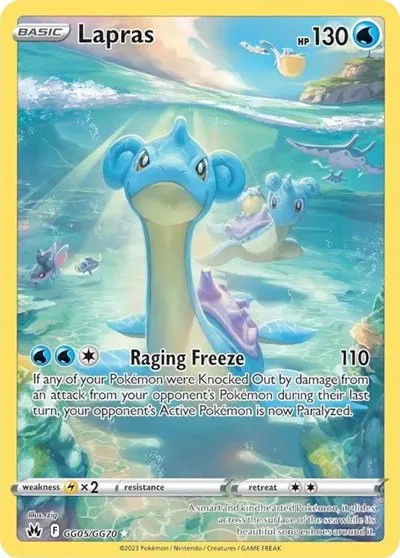 BASIC
Lapras
HP 130
Raging Freeze 110
If any of your Pokémon were Knocked Out by damage from
an attack from your opponent's Pokémon during their last
turn, your opponent's Active Pokémon is now Paralyzed.
weakness ×2 resistance retreat
Illus.
A smart and kindhearted Pokémon, it glides
across the surface of the sea while its
beautiful song echoes around it.
F GG05/GG70
©2023 Pokémon / Nintendo / Creatures / GAME FREAK